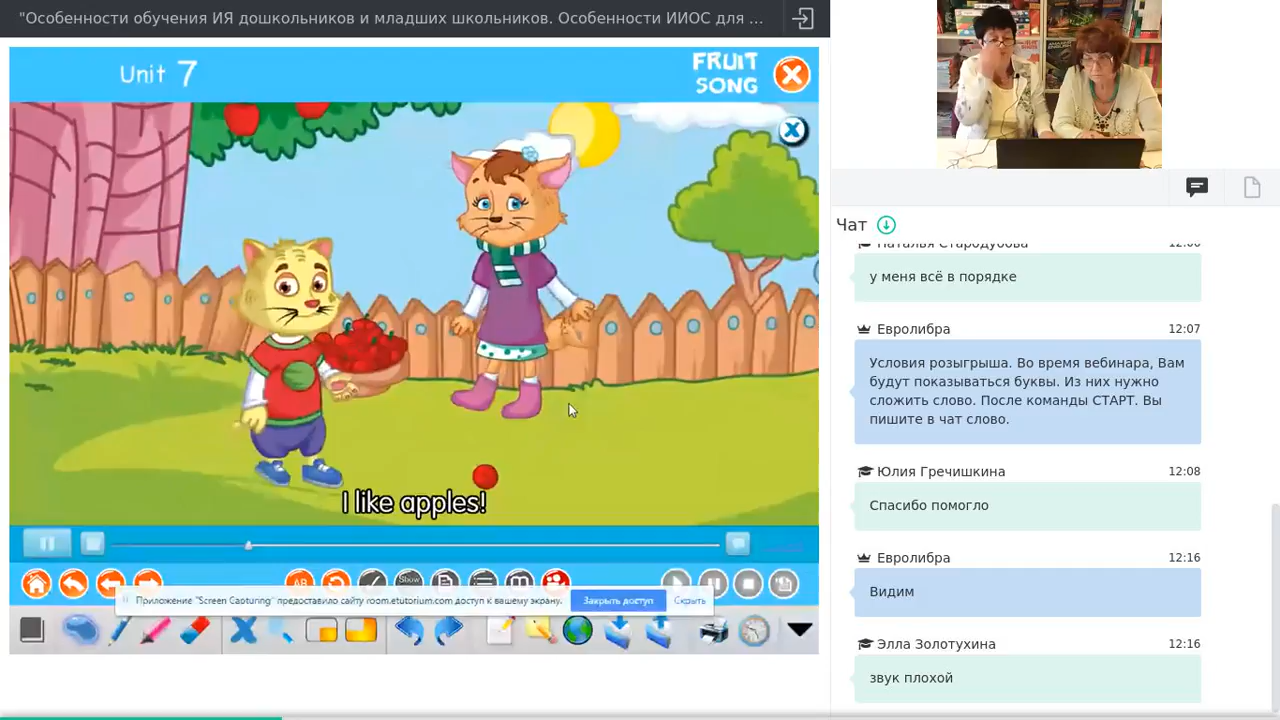 "Особенности обучения ИЯ дошкольников и младших школьников. Особенности ИИОС для ...
Unit 7
FRUIT
SONG
I like apples!
AB
Show
Приложение "Screen Capturing" предоставило сайту room.etutorium.com доступ к вашему экрану.
Закрыть доступ
Скрыть
Чат
Наталья Стародубова
у меня всё в порядке
Евролибра 12:07
Условия розыгрыша. Во время вебинара, Вам
будут показываться буквы. Из них нужно
сложить слово. После команды СТАРТ. Вы
пишите в чат слово.
Юлия Гречишкина 12:08
Спасибо помогло
Евролибра 12:16
Видим
Элла Золотухина 12:16
звук плохой